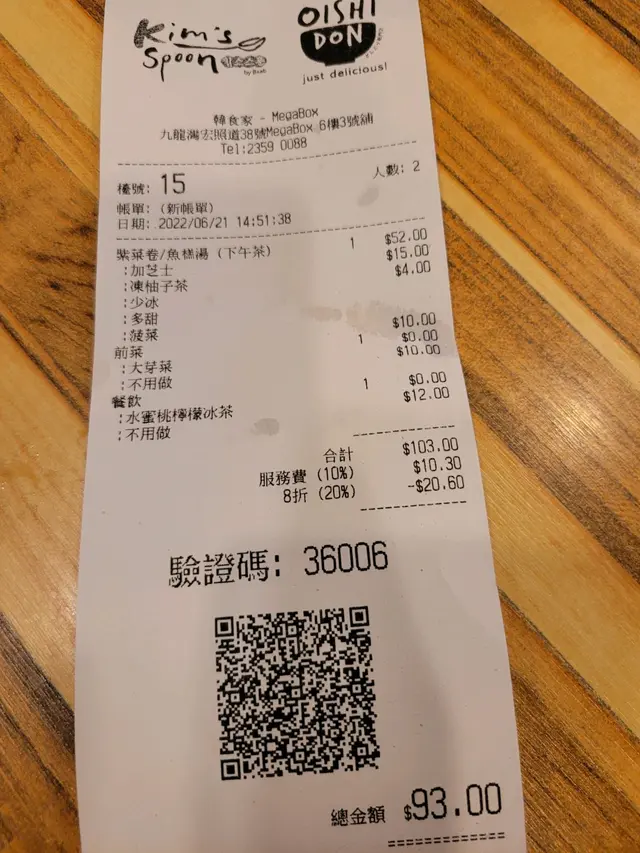 Kim's
Spoon
by Bush
OISHI
DON
just delicious!
韓食家 - MegaBox
九龍灣宏照道38號MegaBox 6樓3號舖
Tel:2359 0088
檯號: 15 人數: 2
帳單: (新帳單)
日期: 2022/06/21 14:51:38
紫菜卷/魚糕湯 (下午茶) 1 $52.00
:加芝士 $15.00
:凍柚子茶 $4.00
:少冰
:多甜
:菠菜 $10.00
前菜 1 $0.00
:大芽菜 $10.00
:不用做
餐飲 1 $0.00
:水蜜桃檸檬冰茶 $12.00
:不用做
合計 $103.00
服務費 (10%) $10.30
8折 (20%) -$20.60
驗證碼: 36006
總金額 $93.00